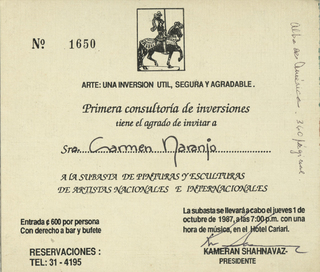 Nº 1650
ARTE: UNA INVERSION UTIL, SEGURA Y AGRADABLE.
Primera consultoría de inversiones
tiene el agrado de invitar a
Sra. Carmen Naranjo
A LA SUBASTA DE PINTURAS Y ESCULTURAS
DE ARTISTAS NACIONALES E INTERNACIONALES
Entrada ¢ 600 por persona
Con derecho a bar y bufete
RESERVACIONES :
TEL: 31 - 4195
La subasta se llevará a cabo el jueves 1 de
octubre de 1987, a las 7:00 p.m. con una
hora de música, en el Hotel Cariari.
KAMERAN SHAHNAVAZ
PRESIDENTE
360 páginas